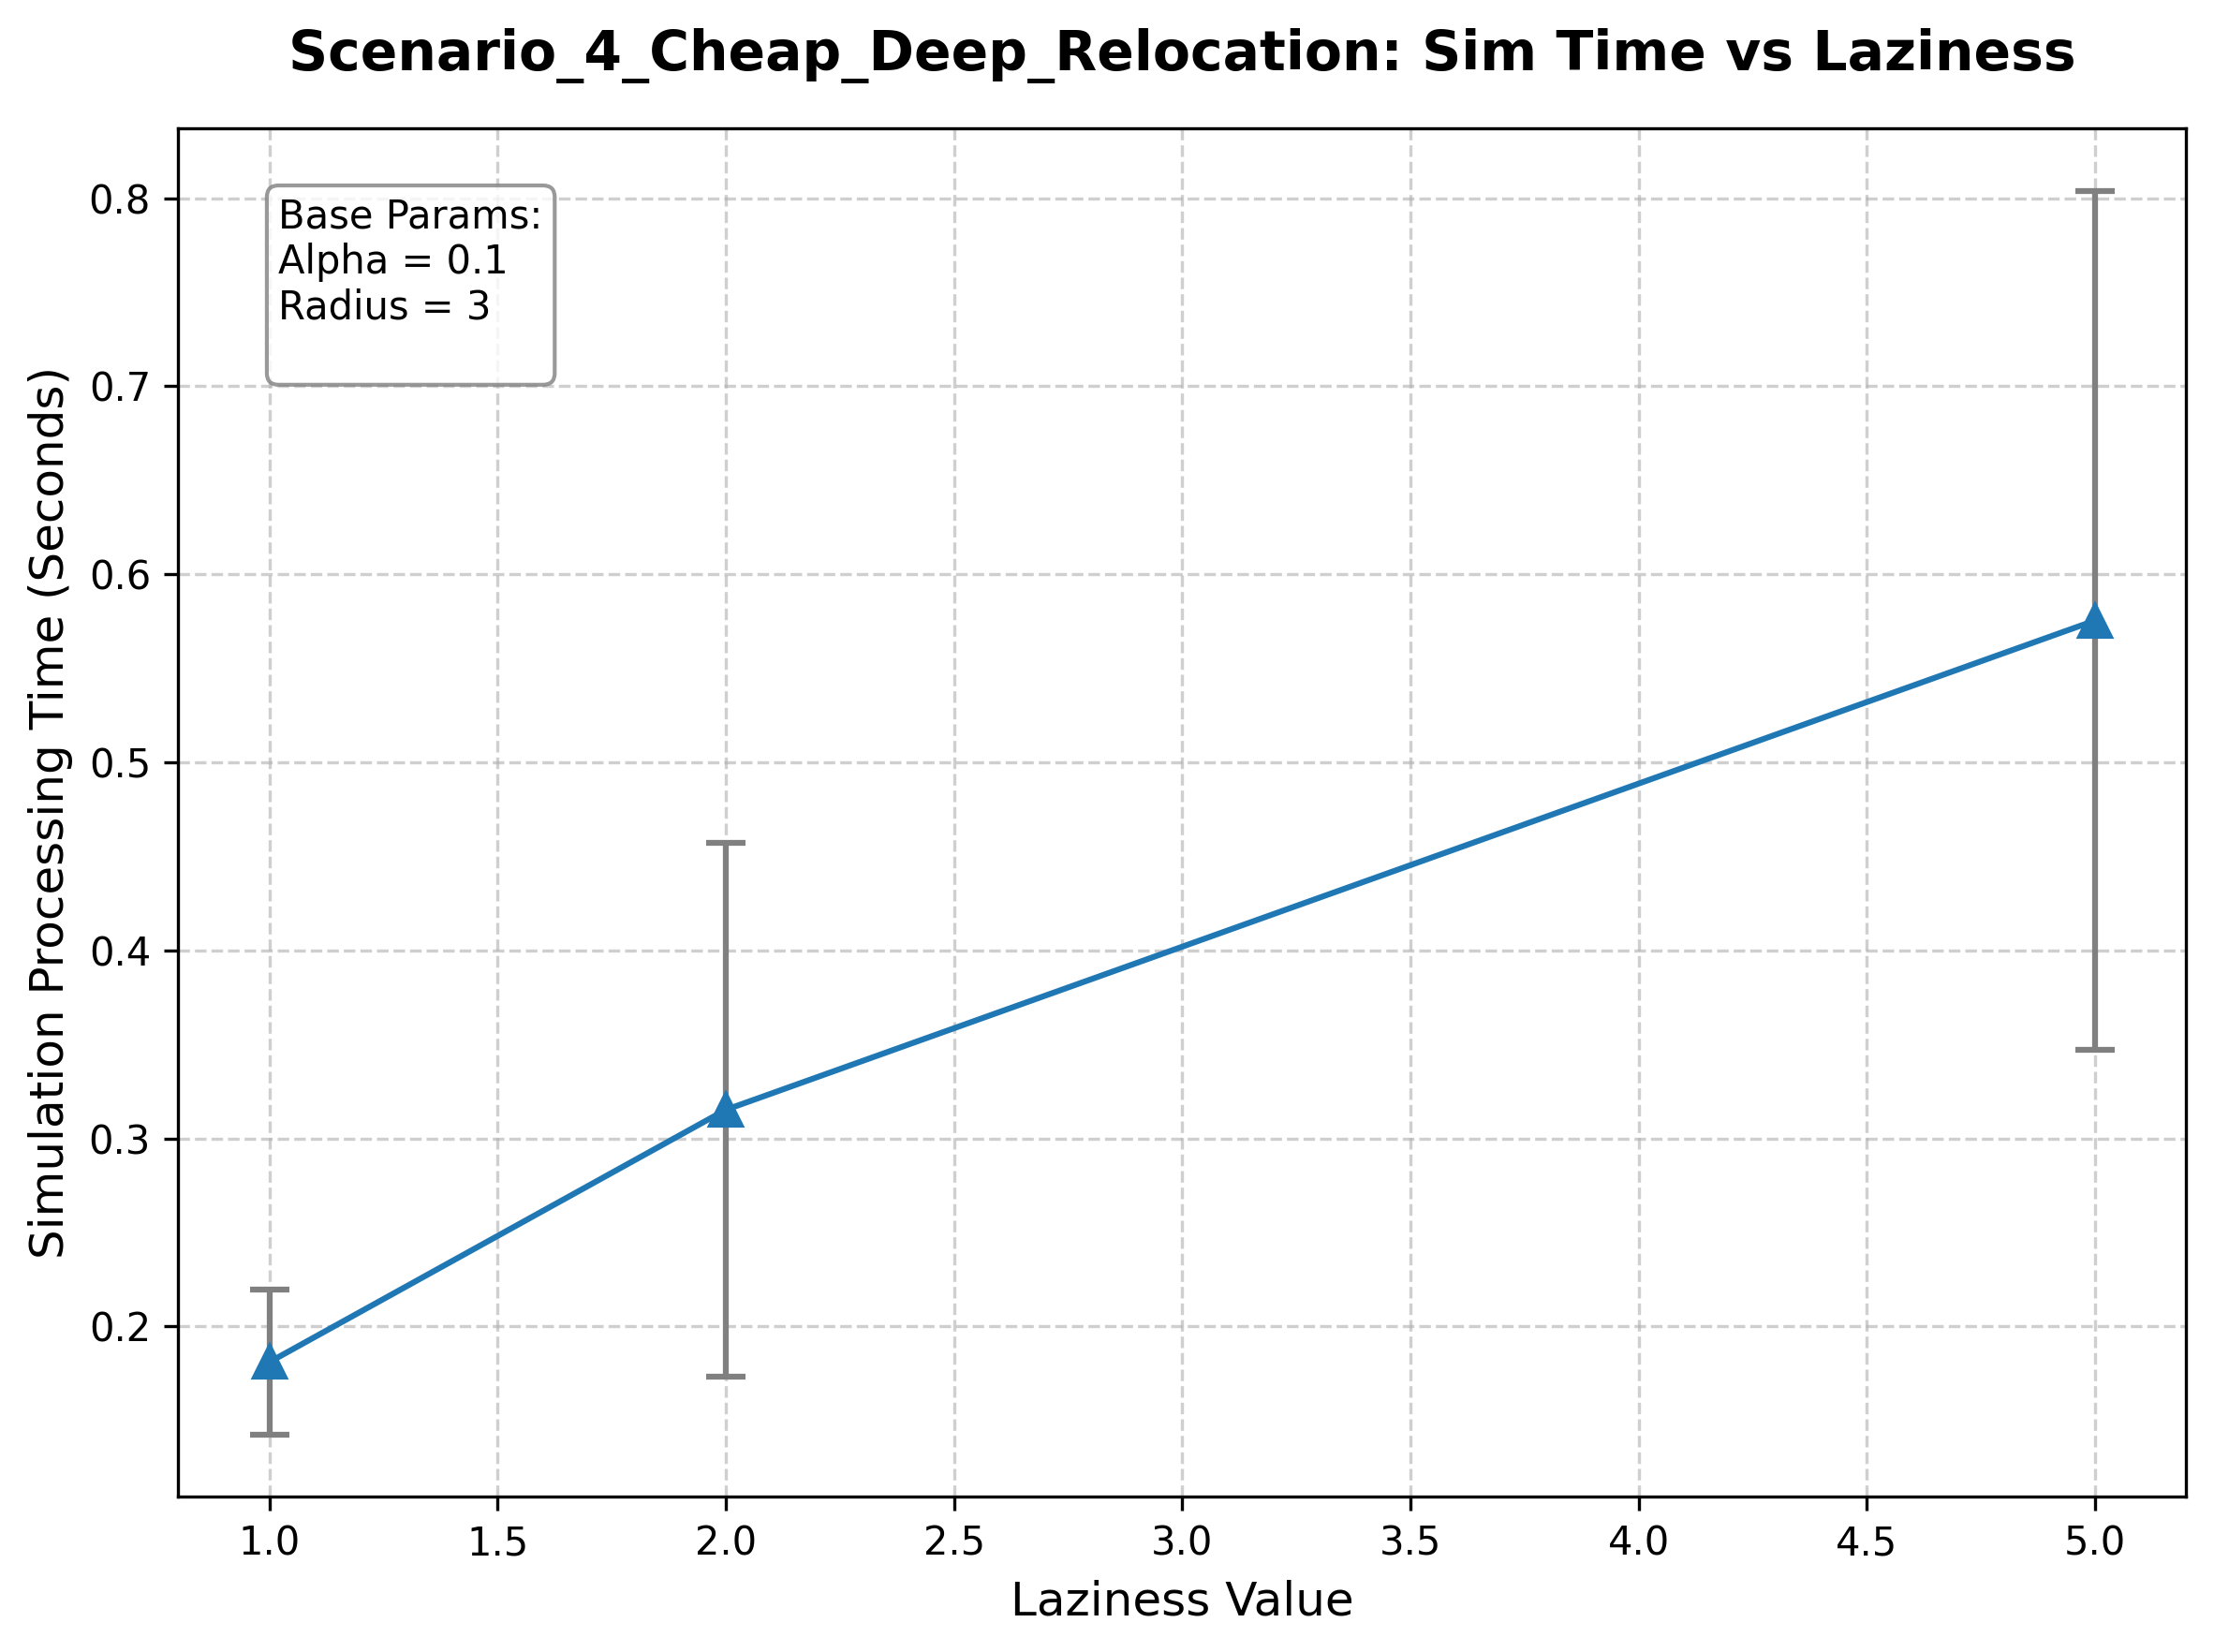 Scenario_4_Cheap_Deep_Relocation: Sim Time vs Laziness
Base Params:
Alpha = 0.1
Radius = 3
Simulation Processing Time (Seconds)
0.8
0.7
0.6
0.5
0.4
0.3
0.2
1.0 1.5 2.0 2.5 3.0 3.5 4.0 4.5 5.0
Laziness Value